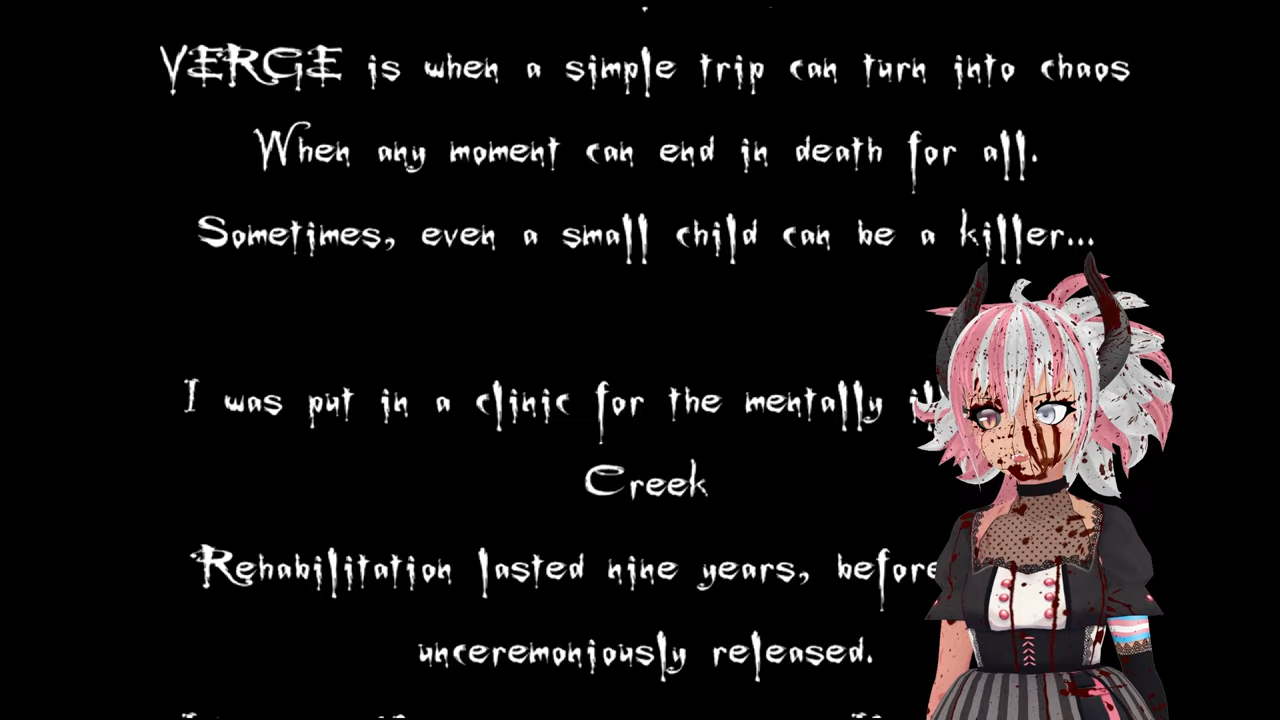 VERGE is when a simple trip can turn into chaos
When any moment can end in death for all.
Sometimes, even a small child can be a killer...
I was put in a clinic for the mentally
Creek
Rehabilitation lasted nine years, before
unceremoniously released.